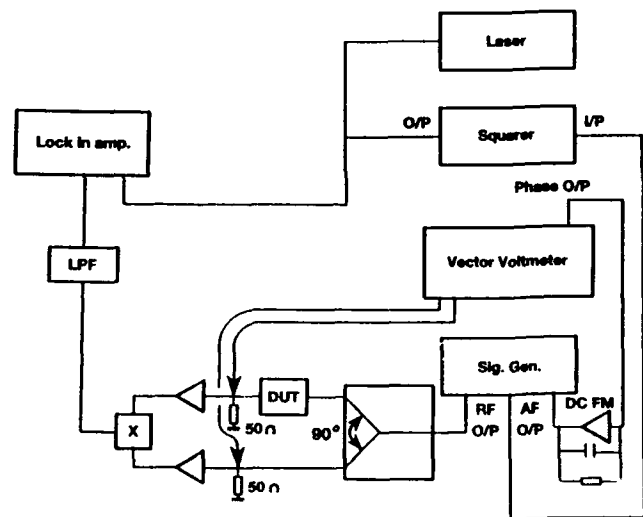 Laser
Lock in amp.
O/P
Squarer
I/P
Phase O/P
LPF
Vector Voltmeter
Sig. Gen.
DUT
RF
O/P
AF
O/P
DC FM
X
50 Ω
90°
50 Ω